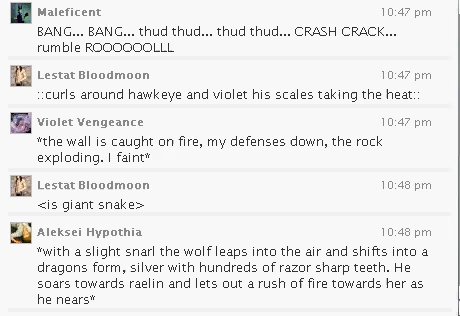 Maleficent 10:47 pm
BANG... BANG... thud thud... thud thud... CRASH CRACK...
rumble ROOOOOOLLL
Lestat Bloodmoon 10:47 pm
::curls around hawkeye and violet his scales taking the heat::
Violet Vengeance 10:47 pm
*the wall is caught on fire, my defenses down, the rock
exploding. I faint*
Lestat Bloodmoon 10:48 pm
<is giant snake>
Aleksei Hypothia 10:48 pm
*with a slight snarl the wolf leaps into the air and shifts into a
dragons form, silver with hundreds of razor sharp teeth. He
soars towards raelin and lets out a rush of fire towards her as
he nears*